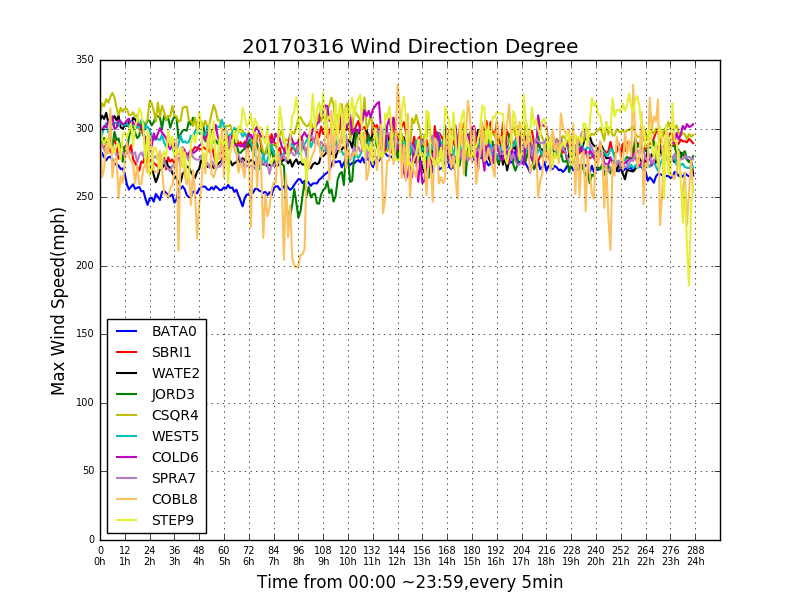 20170316 Wind Direction Degree
Max Wind Speed(mph)
350
300
250
200
150
100
50
0
BATA0
SBRI1
WATE2
JORD3
CSQR4
WEST5
COLD6
SPRA7
COBL8
STEP9
0 12 24 36 48 60 72 84 96 108 120 132 144 156 168 180 192 204 216 228 240 252 264 276 288
0h 1h 2h 3h 4h 5h 6h 7h 8h 9h 10h 11h 12h 13h 14h 15h 16h 17h 18h 19h 20h 21h 22h 23h 24h
Time from 00:00 ~23:59,every 5min